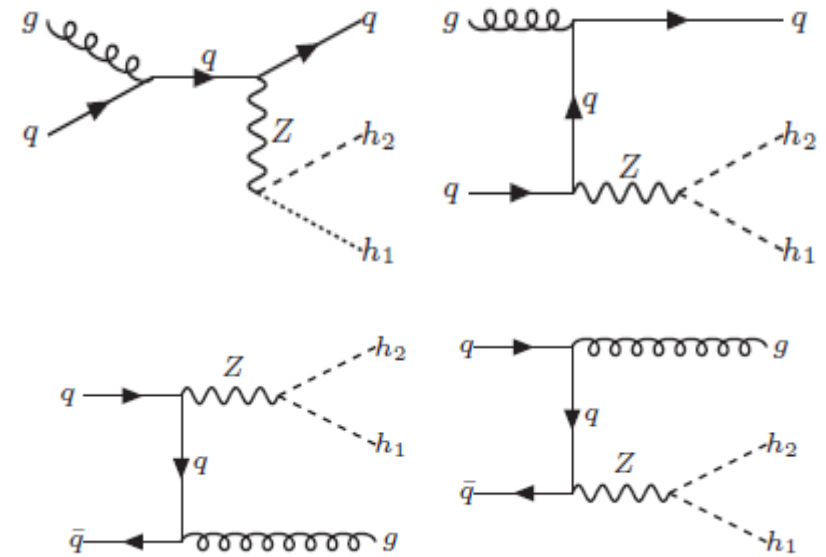 g q q
q Z h₂
h₁
g q
q
q Z h₂
h₁
q Z h₂
h₁
q
q̄ g
q g
q
q̄ Z h₂
h₁